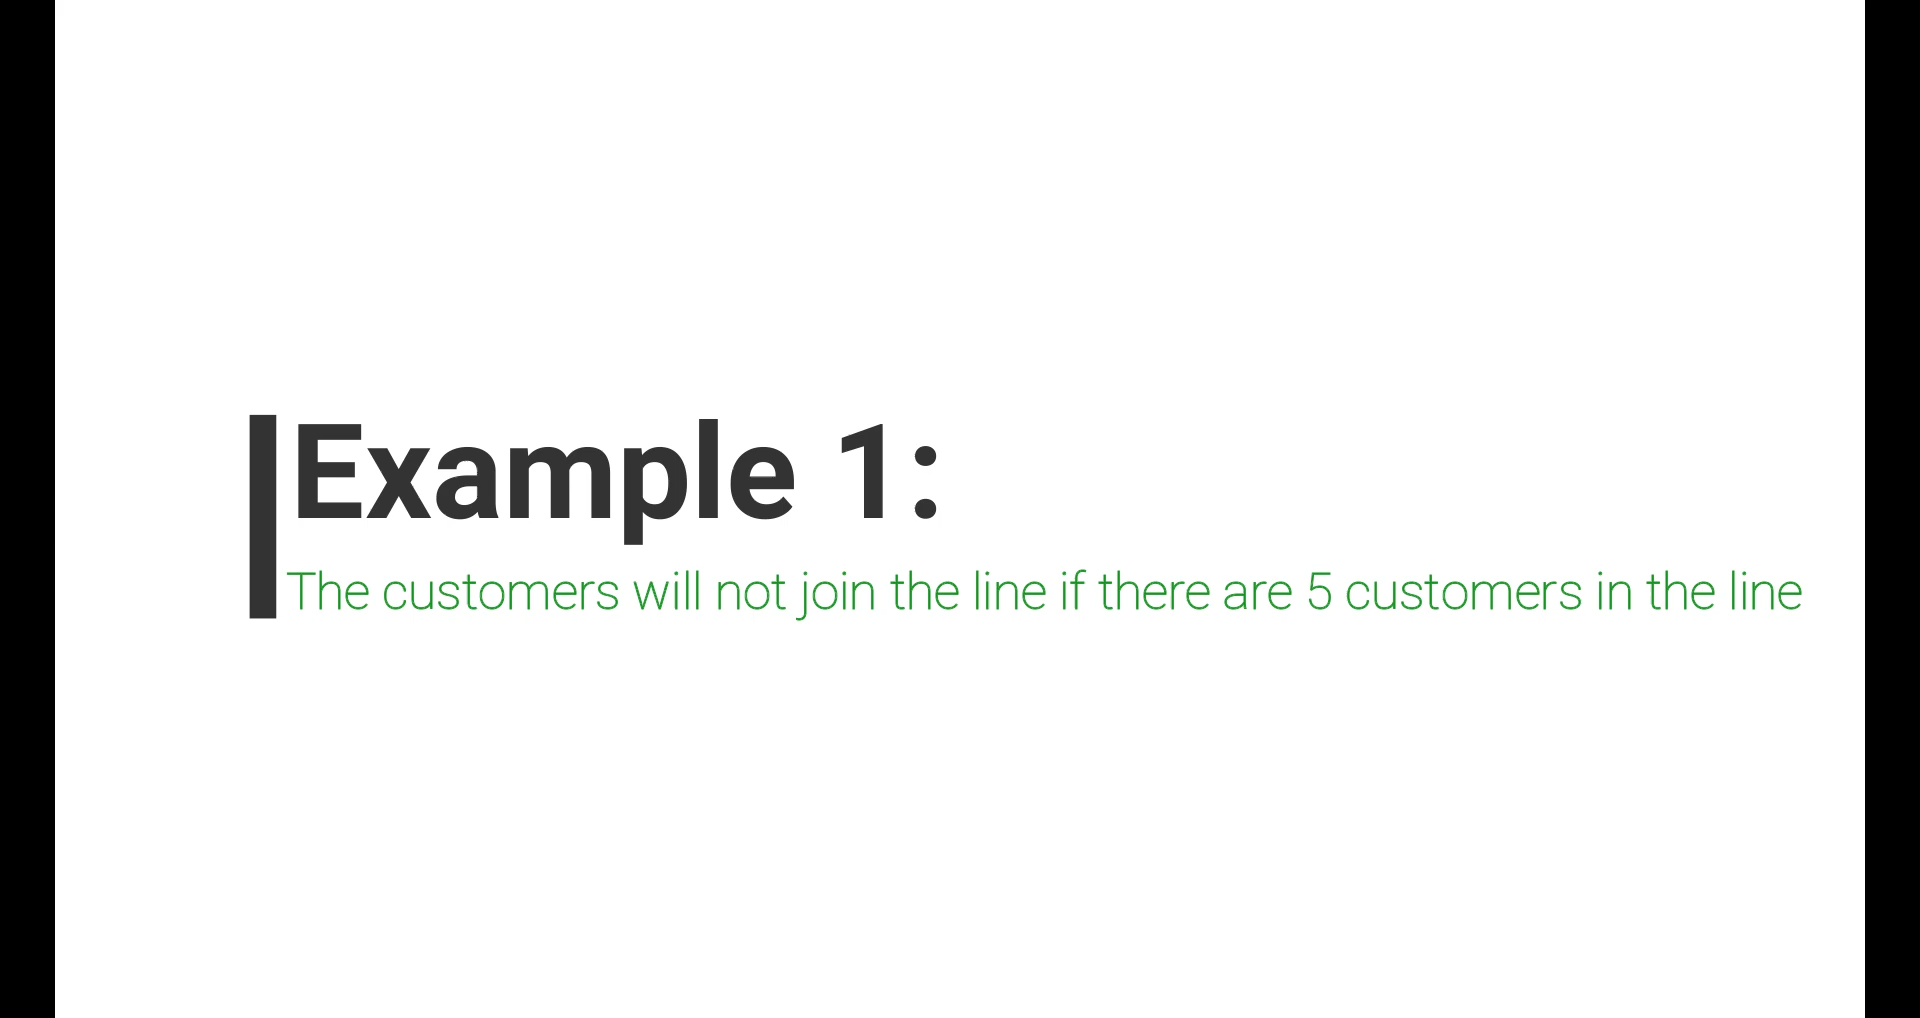 Example 1:
The customers will not join the line if there are 5 customers in the line